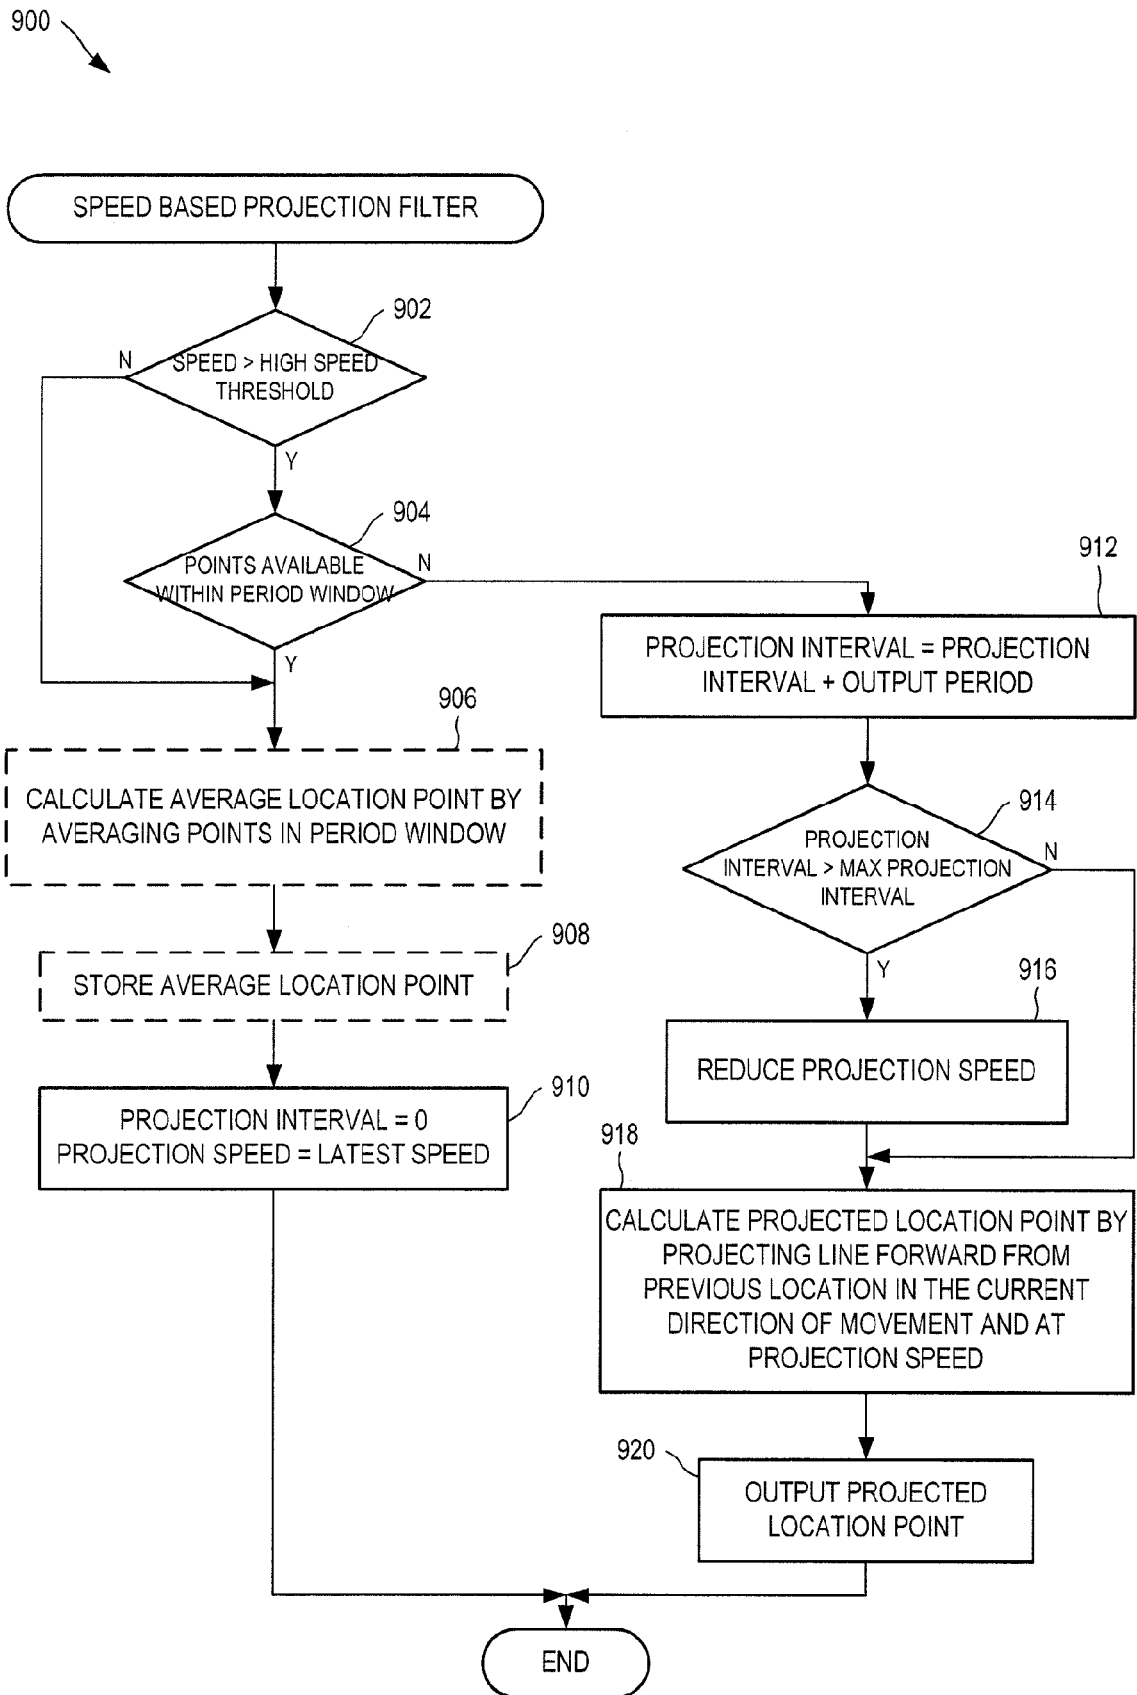 900
SPEED BASED PROJECTION FILTER
902
N
SPEED > HIGH SPEED
THRESHOLD
Y
904
POINTS AVAILABLE
WITHIN PERIOD WINDOW
N
Y
912
PROJECTION INTERVAL = PROJECTION
INTERVAL + OUTPUT PERIOD
906
CALCULATE AVERAGE LOCATION POINT BY
AVERAGING POINTS IN PERIOD WINDOW
914
PROJECTION
INTERVAL > MAX PROJECTION
INTERVAL
N
Y
908
STORE AVERAGE LOCATION POINT
916
REDUCE PROJECTION SPEED
910
PROJECTION INTERVAL = 0
PROJECTION SPEED = LATEST SPEED
918
CALCULATE PROJECTED LOCATION POINT BY
PROJECTING LINE FORWARD FROM
PREVIOUS LOCATION IN THE CURRENT
DIRECTION OF MOVEMENT AND AT
PROJECTION SPEED
920
OUTPUT PROJECTED
LOCATION POINT
END